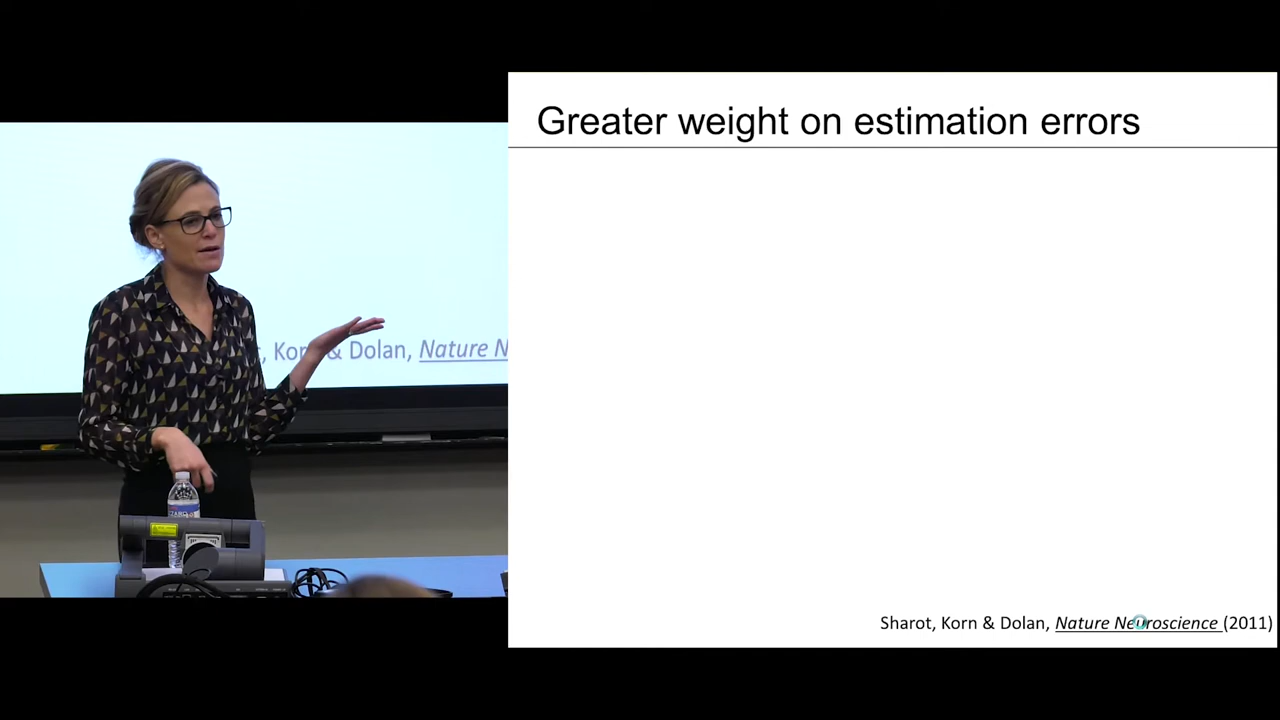 Greater weight on estimation errors
, Korn & Dolan, Nature N
Sharot, Korn & Dolan, Nature Neuroscience (2011)